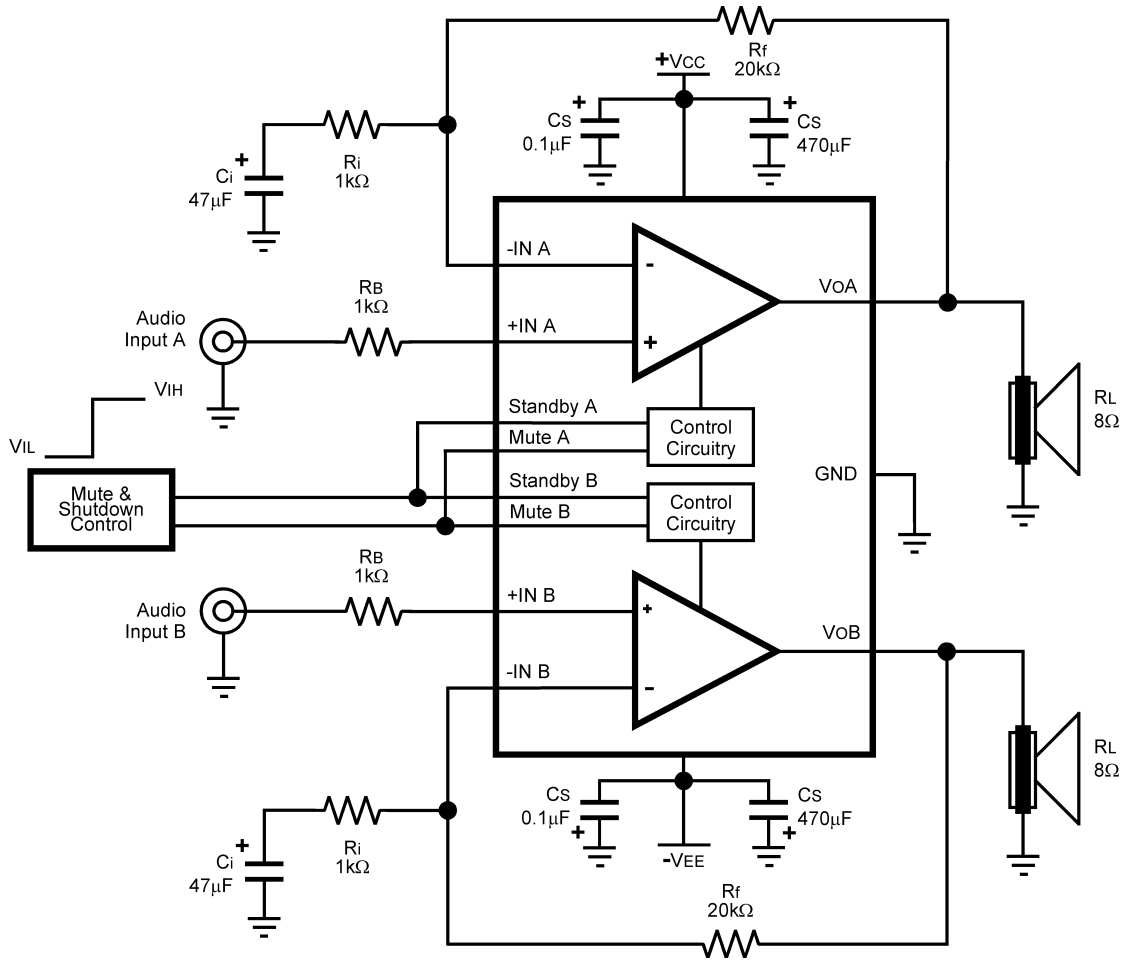 Rf
20kΩ
+VCC
+
CS
0.1µF
+
CS
470µF
Ri
1kΩ
+
Ci
47µF
-IN A
-
RB
1kΩ
VOA
Audio
Input A
+IN A
+
VIH
VIL
Standby A
Mute A
Control
Circuitry
RL
8Ω
Mute &
Shutdown
Control
Standby B
Mute B
Control
Circuitry
GND
RB
1kΩ
Audio
Input B
+IN B
+
VOB
-IN B
-
RL
8Ω
CS
0.1µF
+
CS
470µF
+
-VEE
Ri
1kΩ
+
Ci
47µF
Rf
20kΩ